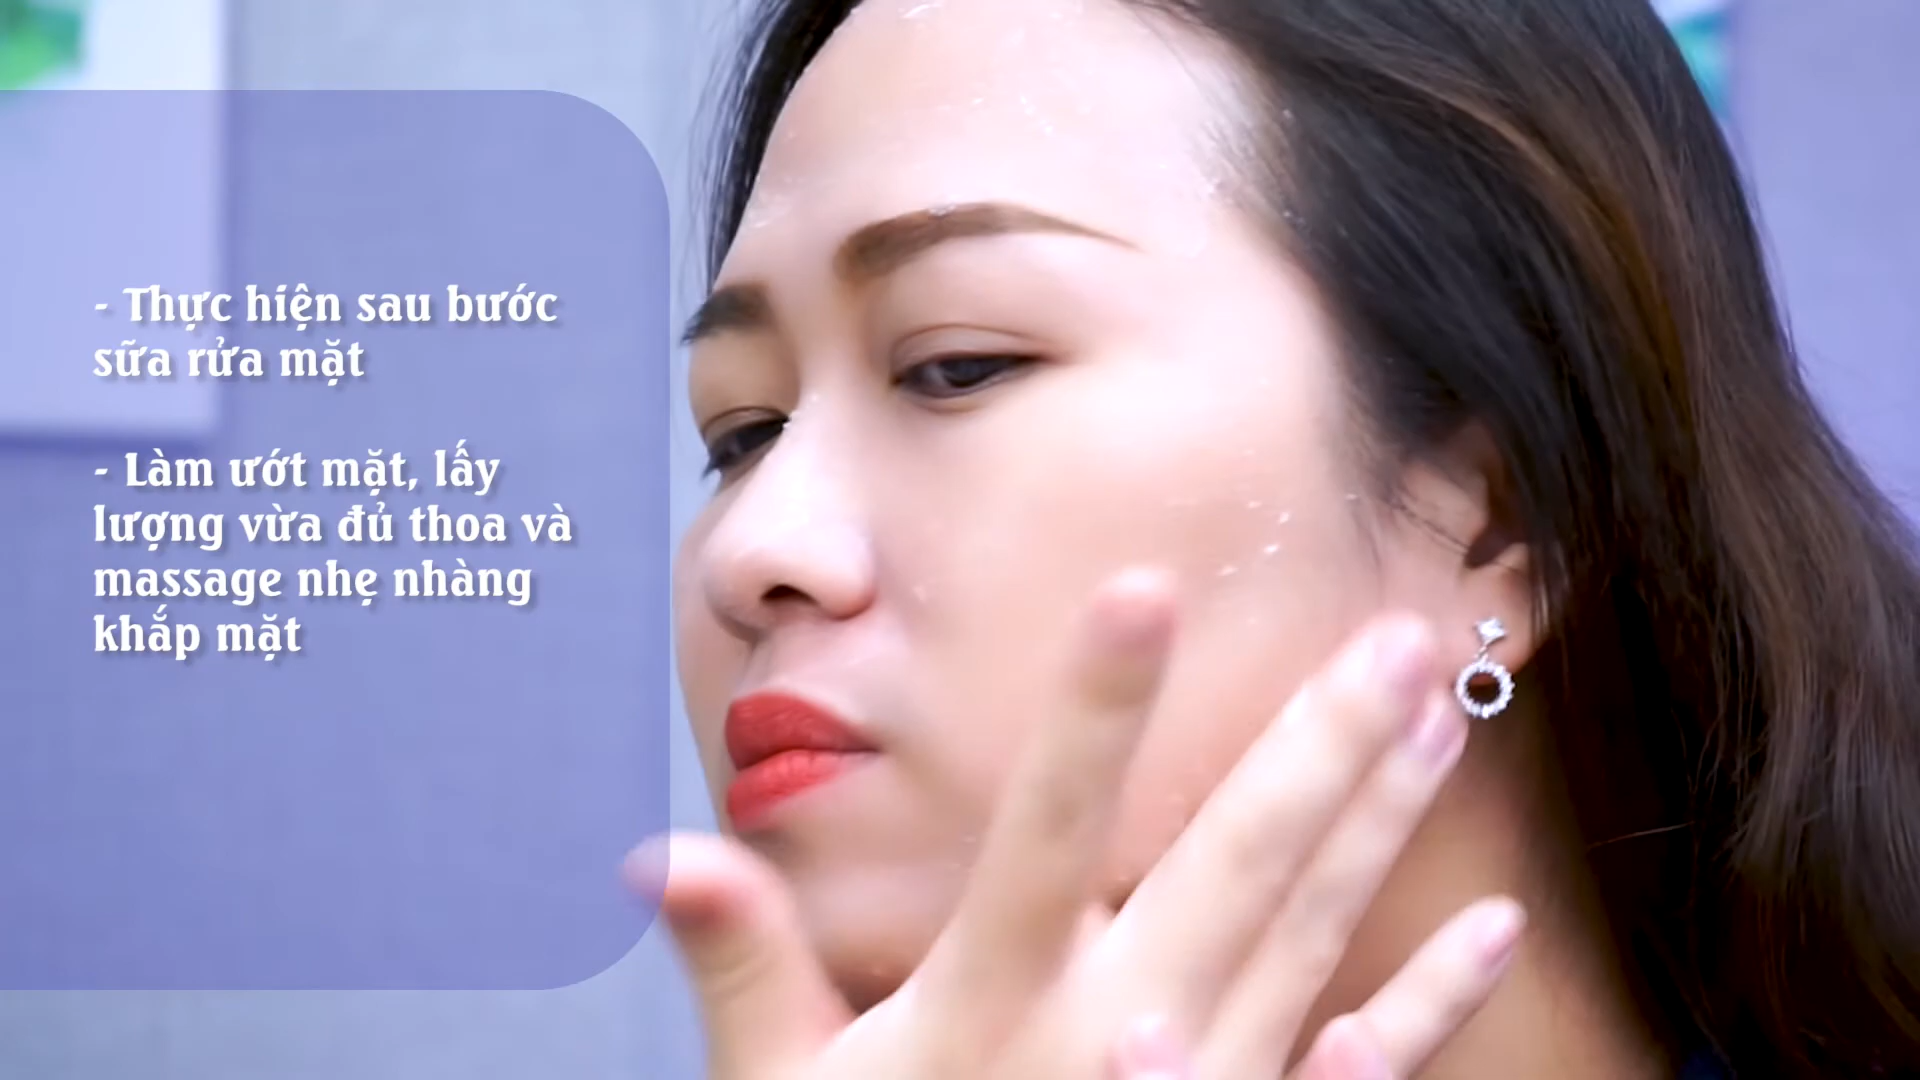 - Thực hiện sau bước
sữa rửa mặt
- Làm ướt mặt, lấy
lượng vừa đủ thoa và
massage nhẹ nhàng
khắp mặt